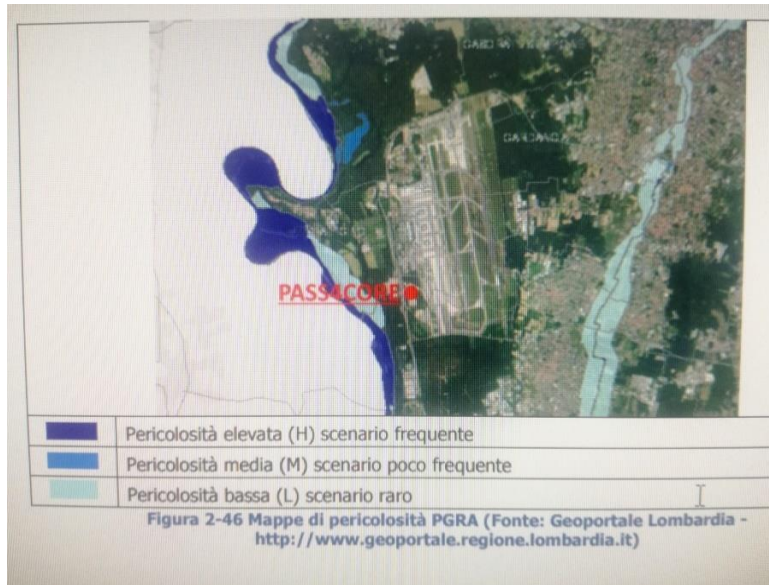 PASS4CORE
Pericolosità elevata (H) scenario frequente
Pericolosità media (M) scenario poco frequente
Pericolosità bassa (L) scenario raro
Figura 2-46 Mappe di pericolosità PGRA (Fonte: Geoportale Lombardia -
http://www.geoportale.regione.lombardia.it)